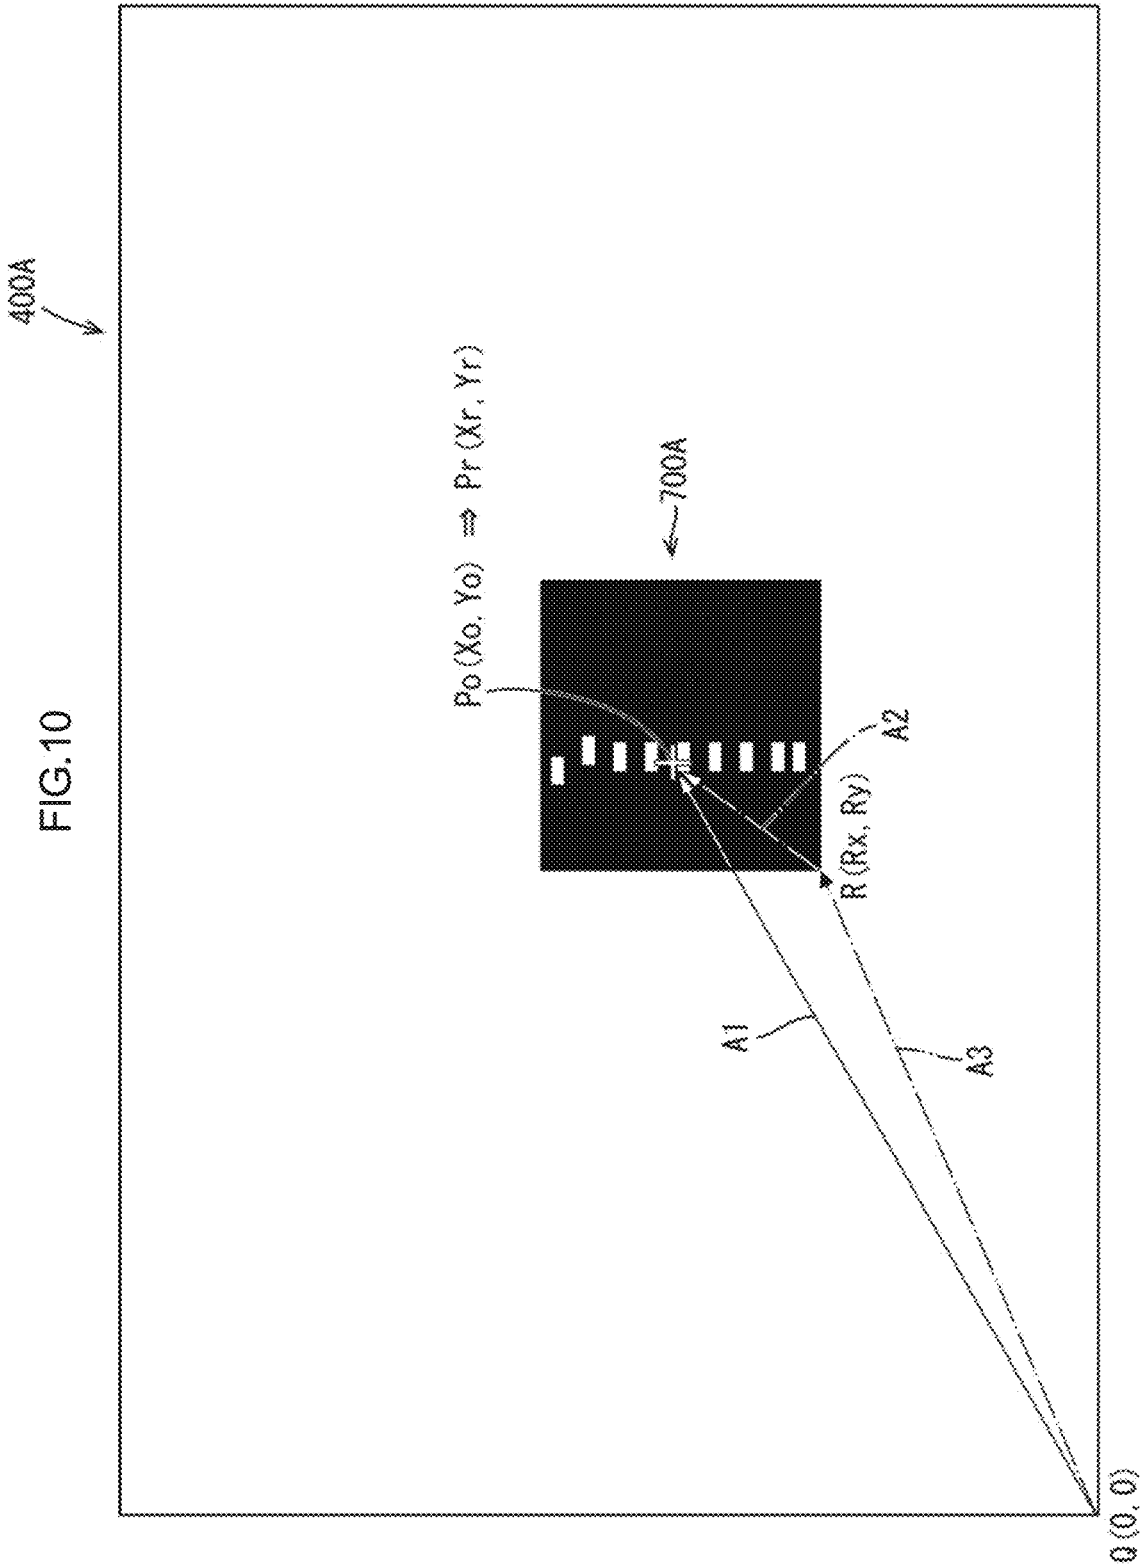 FIG.10
400A
Po(Xo, Yo) ⇒ Pr(Xr, Yr)
700A
A2
R(Rx, Ry)
A1
A3
Q(0, 0)